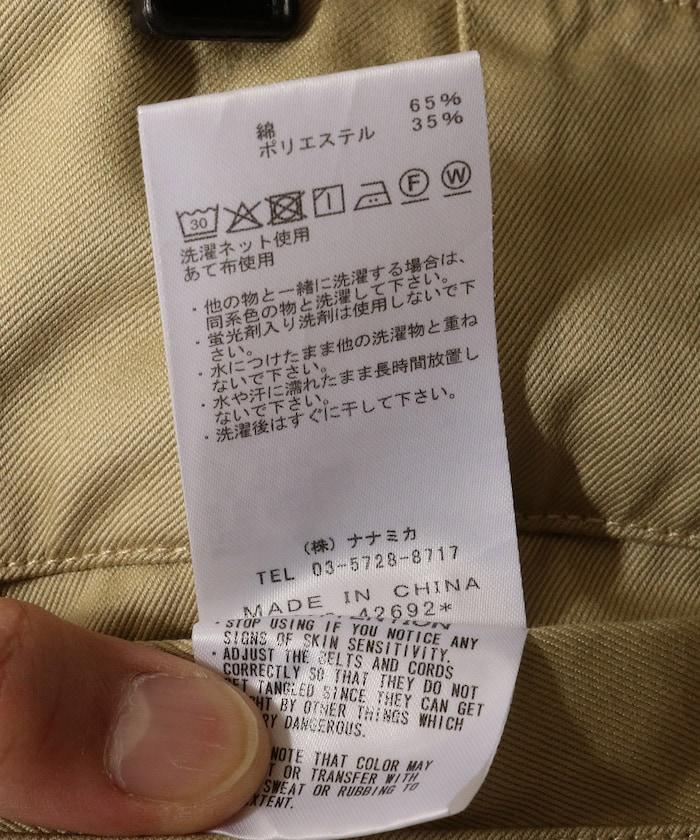 綿 65%
ポリエステル 35%
30 F W
洗濯ネット使用
あて布使用
・他の物と一緒に洗濯する場合は、
同系色の物と洗濯して下さい。
・蛍光剤入り洗剤は使用しないで下
さい。
・水につけたまま他の洗濯物と重ね
ないで下さい。
・水や汗に濡れたまま長時間放置し
ないで下さい。
・洗濯後はすぐに干して下さい。
(株) ナナミカ
TEL 03-5728-8717
MADE IN CHINA
42692*
・STOP USING IF YOU NOTICE ANY
SIGNS OF SKIN SENSITIVITY.
・ADJUST THE BELTS AND CORDS
CORRECTLY SO THAT THEY DO NOT
GET TANGLED SINCE THEY CAN GET
BY OTHER THINGS WHICH
DANGEROUS.
NOTE THAT COLOR MAY
OR TRANSFER WITH
SWEAT OR RUBBING TO